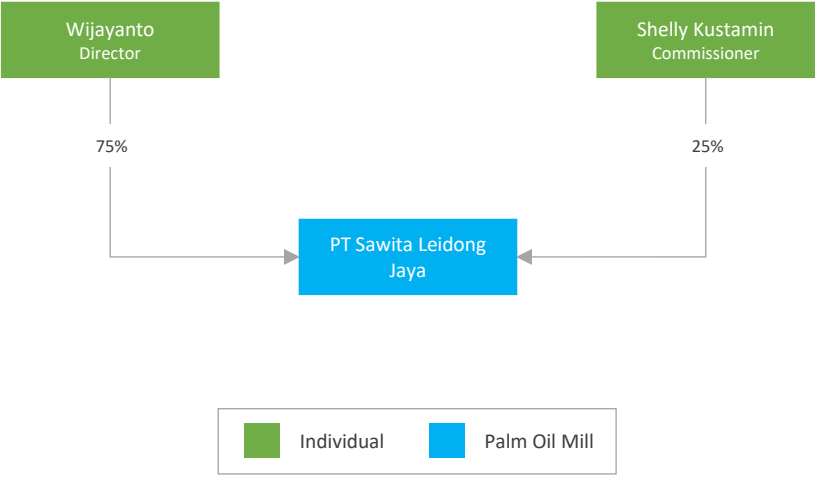 Wijayanto
Director
Shelly Kustamin
Commissioner
75%
25%
PT Sawita Leidong
Jaya
Individual
Palm Oil Mill